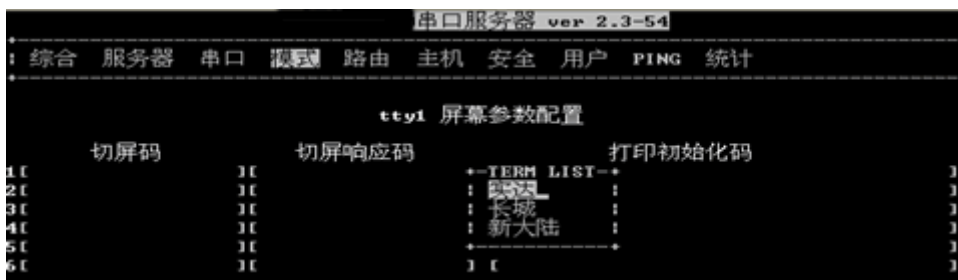 串口服务器 ver 2.3-54
综合 服务器 串口 模式 路由 主机 安全 用户 PING 统计
tty1 屏幕参数配置
切屏码 切屏响应码 打印初始化码
1[ ][ +-TERM LIST-+ ]
2[ ][ 实达_ ]
3[ ][ 长城 ]
4[ ][ 新大陆 ]
5[ ][ ]
6[ ][ ] [ ]